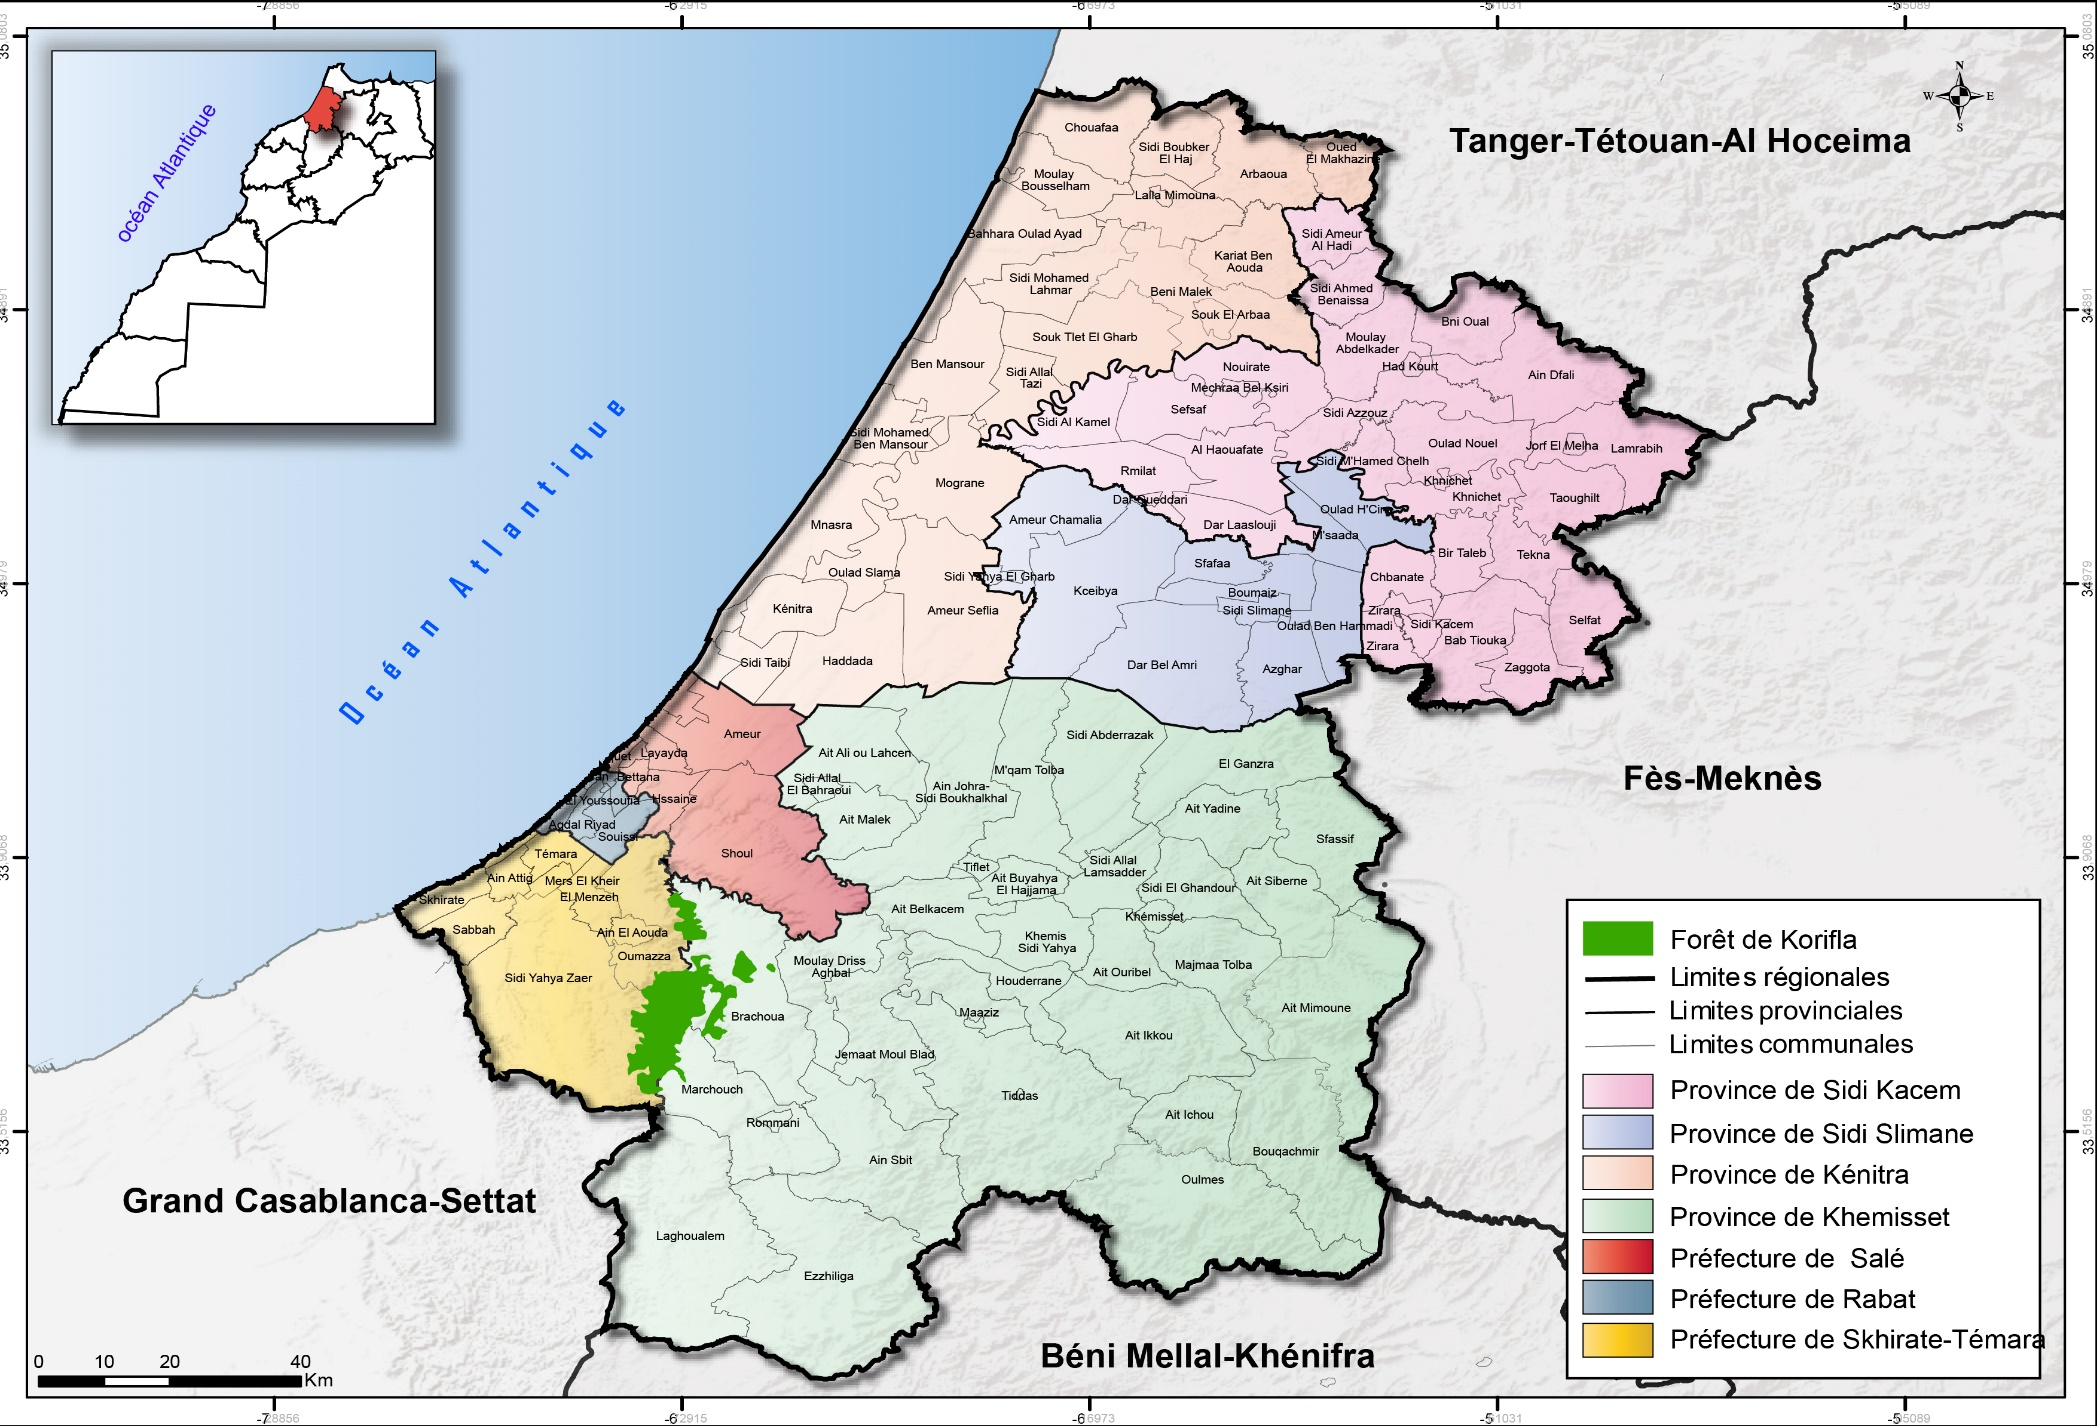 océan Atlantique
Océan Atlantique
N
W
E
S
Tanger-Tétouan-Al Hoceima
Fès-Meknès
Grand Casablanca-Settat
Béni Mellal-Khénifra
Chouafaa
Sidi Boubker
El Haj
Oued
El Makhazine
Moulay
Bousselham
Arbaoua
Lalla Mimouna
Bahhara Oulad Ayad
Sidi Ameur
Al Hadi
Kariat Ben
Aouda
Sidi Mohamed
Lahmar
Beni Malek
Sidi Ahmed
Benaissa
Souk El Arbaa
Bni Oual
Souk Tlet El Gharb
Moulay
Abdelkader
Ben Mansour
Sidi Allal
Tazi
Nouirate
Had Kourt
Ain Dfali
Mechraa Bel Ksiri
Sefsaf
Sidi Azzouz
Sidi Al Kamel
Sidi Mohamed
Ben Mansour
Al Haouafate
Oulad Nouel
Jorf El Melha
Lamrabih
Sidi M'Hamed Chelh
Rmilat
Mograne
Khnichet
Khnichet
Taoughilt
Dar Gueddari
Oulad H'Cin
Ameur Chamalia
Mnasra
Dar Laaslouji
M'saada
Bir Taleb
Tekna
Sfafaa
Oulad Slama
Sidi Yahya El Gharb
Chbanate
Kceibya
Boumaiz
Kénitra
Ameur Seflia
Sidi Slimane
Zirara
Oulad Ben Hammadi
Sidi Kacem
Selfat
Bab Tiouka
Zirara
Sidi Taibi
Haddada
Dar Bel Amri
Azghar
Zaggota
Ameur
Sidi Abderrazak
Layayda
Ait Ali ou Lahcen
El Ganzra
M'qam Tolba
Bettana
Sidi Allal
El Bahraoui
Ain Johra-
Sidi Boukhalkhal
El Youssoufia
Hssaine
Ait Yadine
Agdal Riyad
Souissi
Ait Malek
Sfassif
Témara
Shoul
Sidi Allal
Lamsadder
Tiflet
Ain Attig
Mers El Kheir
Ait Buyahya
El Hajjama
Sidi El Ghandour
Ait Siberne
El Menzeh
Skhirate
Ait Belkacem
Khémisset
Sabbah
Ain El Aouda
Khemis
Sidi Yahya
Oumazza
Moulay Driss
Aghbal
Majmaa Tolba
Ait Ouribel
Sidi Yahya Zaer
Houderrane
Brachoua
Maaziz
Ait Mimoune
Ait Ikkou
Jemaat Moul Blad
Marchouch
Tiddas
Rommani
Ait Ichou
Ain Sbit
Bouqachmir
Oulmes
Laghoualem
Ezzhiliga
Forêt de Korifla
Limites régionales
Limites provinciales
Limites communales
Province de Sidi Kacem
Province de Sidi Slimane
Province de Kénitra
Province de Khemisset
Préfecture de Salé
Préfecture de Rabat
Préfecture de Skhirate-Témara
0 10 20 40
Km